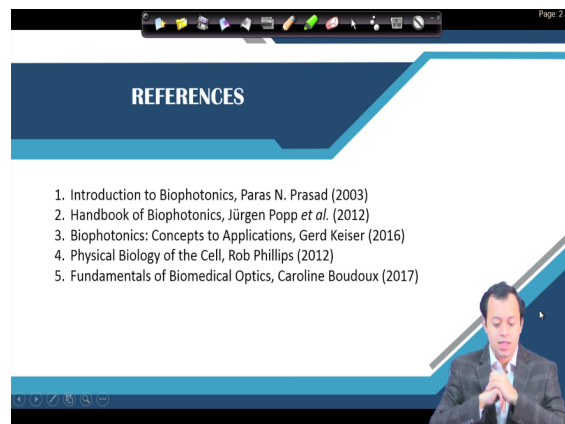 Page: 2
REFERENCES
1. Introduction to Biophotonics, Paras N. Prasad (2003)
2. Handbook of Biophotonics, Jürgen Popp et al. (2012)
3. Biophotonics: Concepts to Applications, Gerd Keiser (2016)
4. Physical Biology of the Cell, Rob Phillips (2012)
5. Fundamentals of Biomedical Optics, Caroline Boudoux (2017)